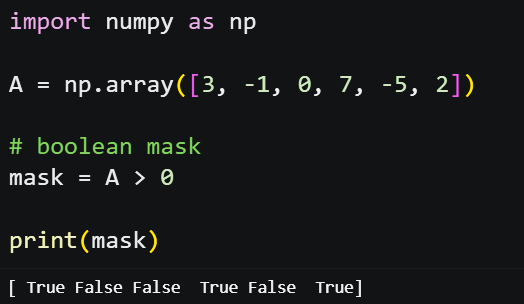 import numpy as np
A = np.array([3, -1, 0, 7, -5, 2])
# boolean mask
mask = A > 0
print(mask)
[ True False False  True False  True]